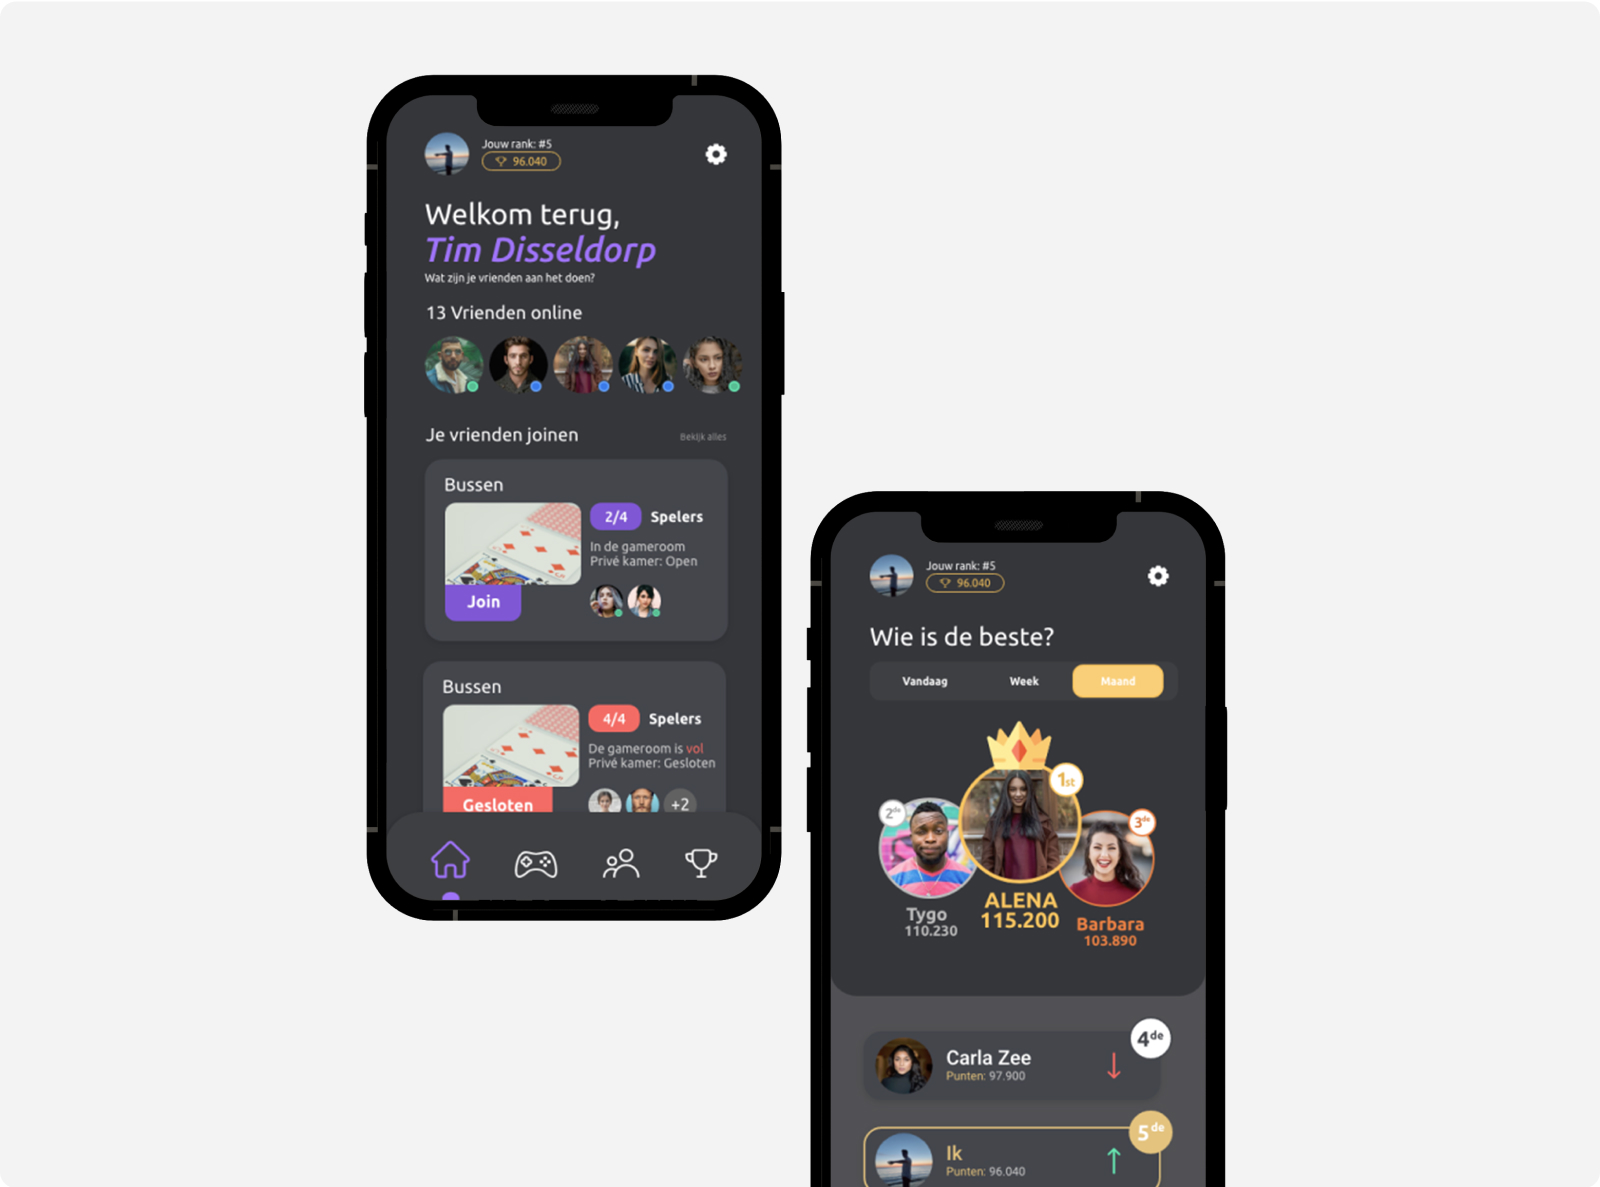 Jouw rank: #5
96.040
Welkom terug,
Tim Disseldorp
Wat zijn je vrienden aan het doen?
13 Vrienden online
Je vrienden joinen
Bekijk alles
Bussen
2/4 Spelers
In de gameroom
Privé kamer: Open
Join
Bussen
4/4 Spelers
De gameroom is vol
Privé kamer: Gesloten
Gesloten
+2
Jouw rank: #5
96.040
Wie is de beste?
Vandaag Week Maand
1st
2de
3de
ALENA
115.200
Tygo
110.230
Barbara
103.890
4de
Carla Zee
Punten: 97.900
5de
Ik
Punten: 96.040